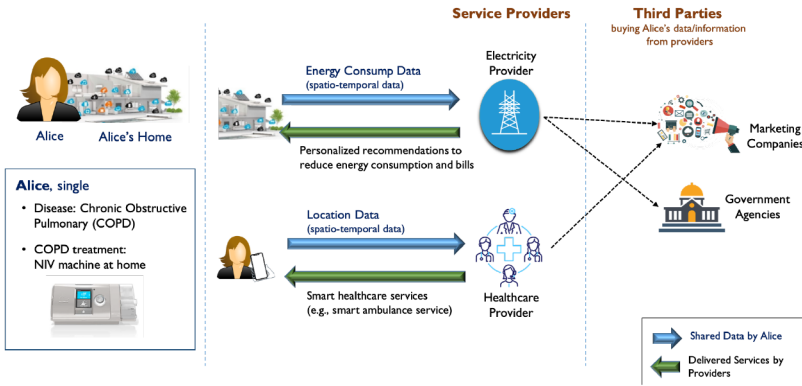 Service Providers
Third Parties
buying Alice's data/information
from providers
Alice
Alice's Home
Energy Consump Data
(spatio-temporal data)
Electricity
Provider
Personalized recommendations to
reduce energy consumption and bills
Marketing
Companies
Alice, single
• Disease: Chronic Obstructive
Pulmonary (COPD)
• COPD treatment:
NIV machine at home
Location Data
(spatio-temporal data)
Government
Agencies
Smart healthcare services
(e.g., smart ambulance service)
Healthcare
Provider
Shared Data by Alice
Delivered Services by
Providers